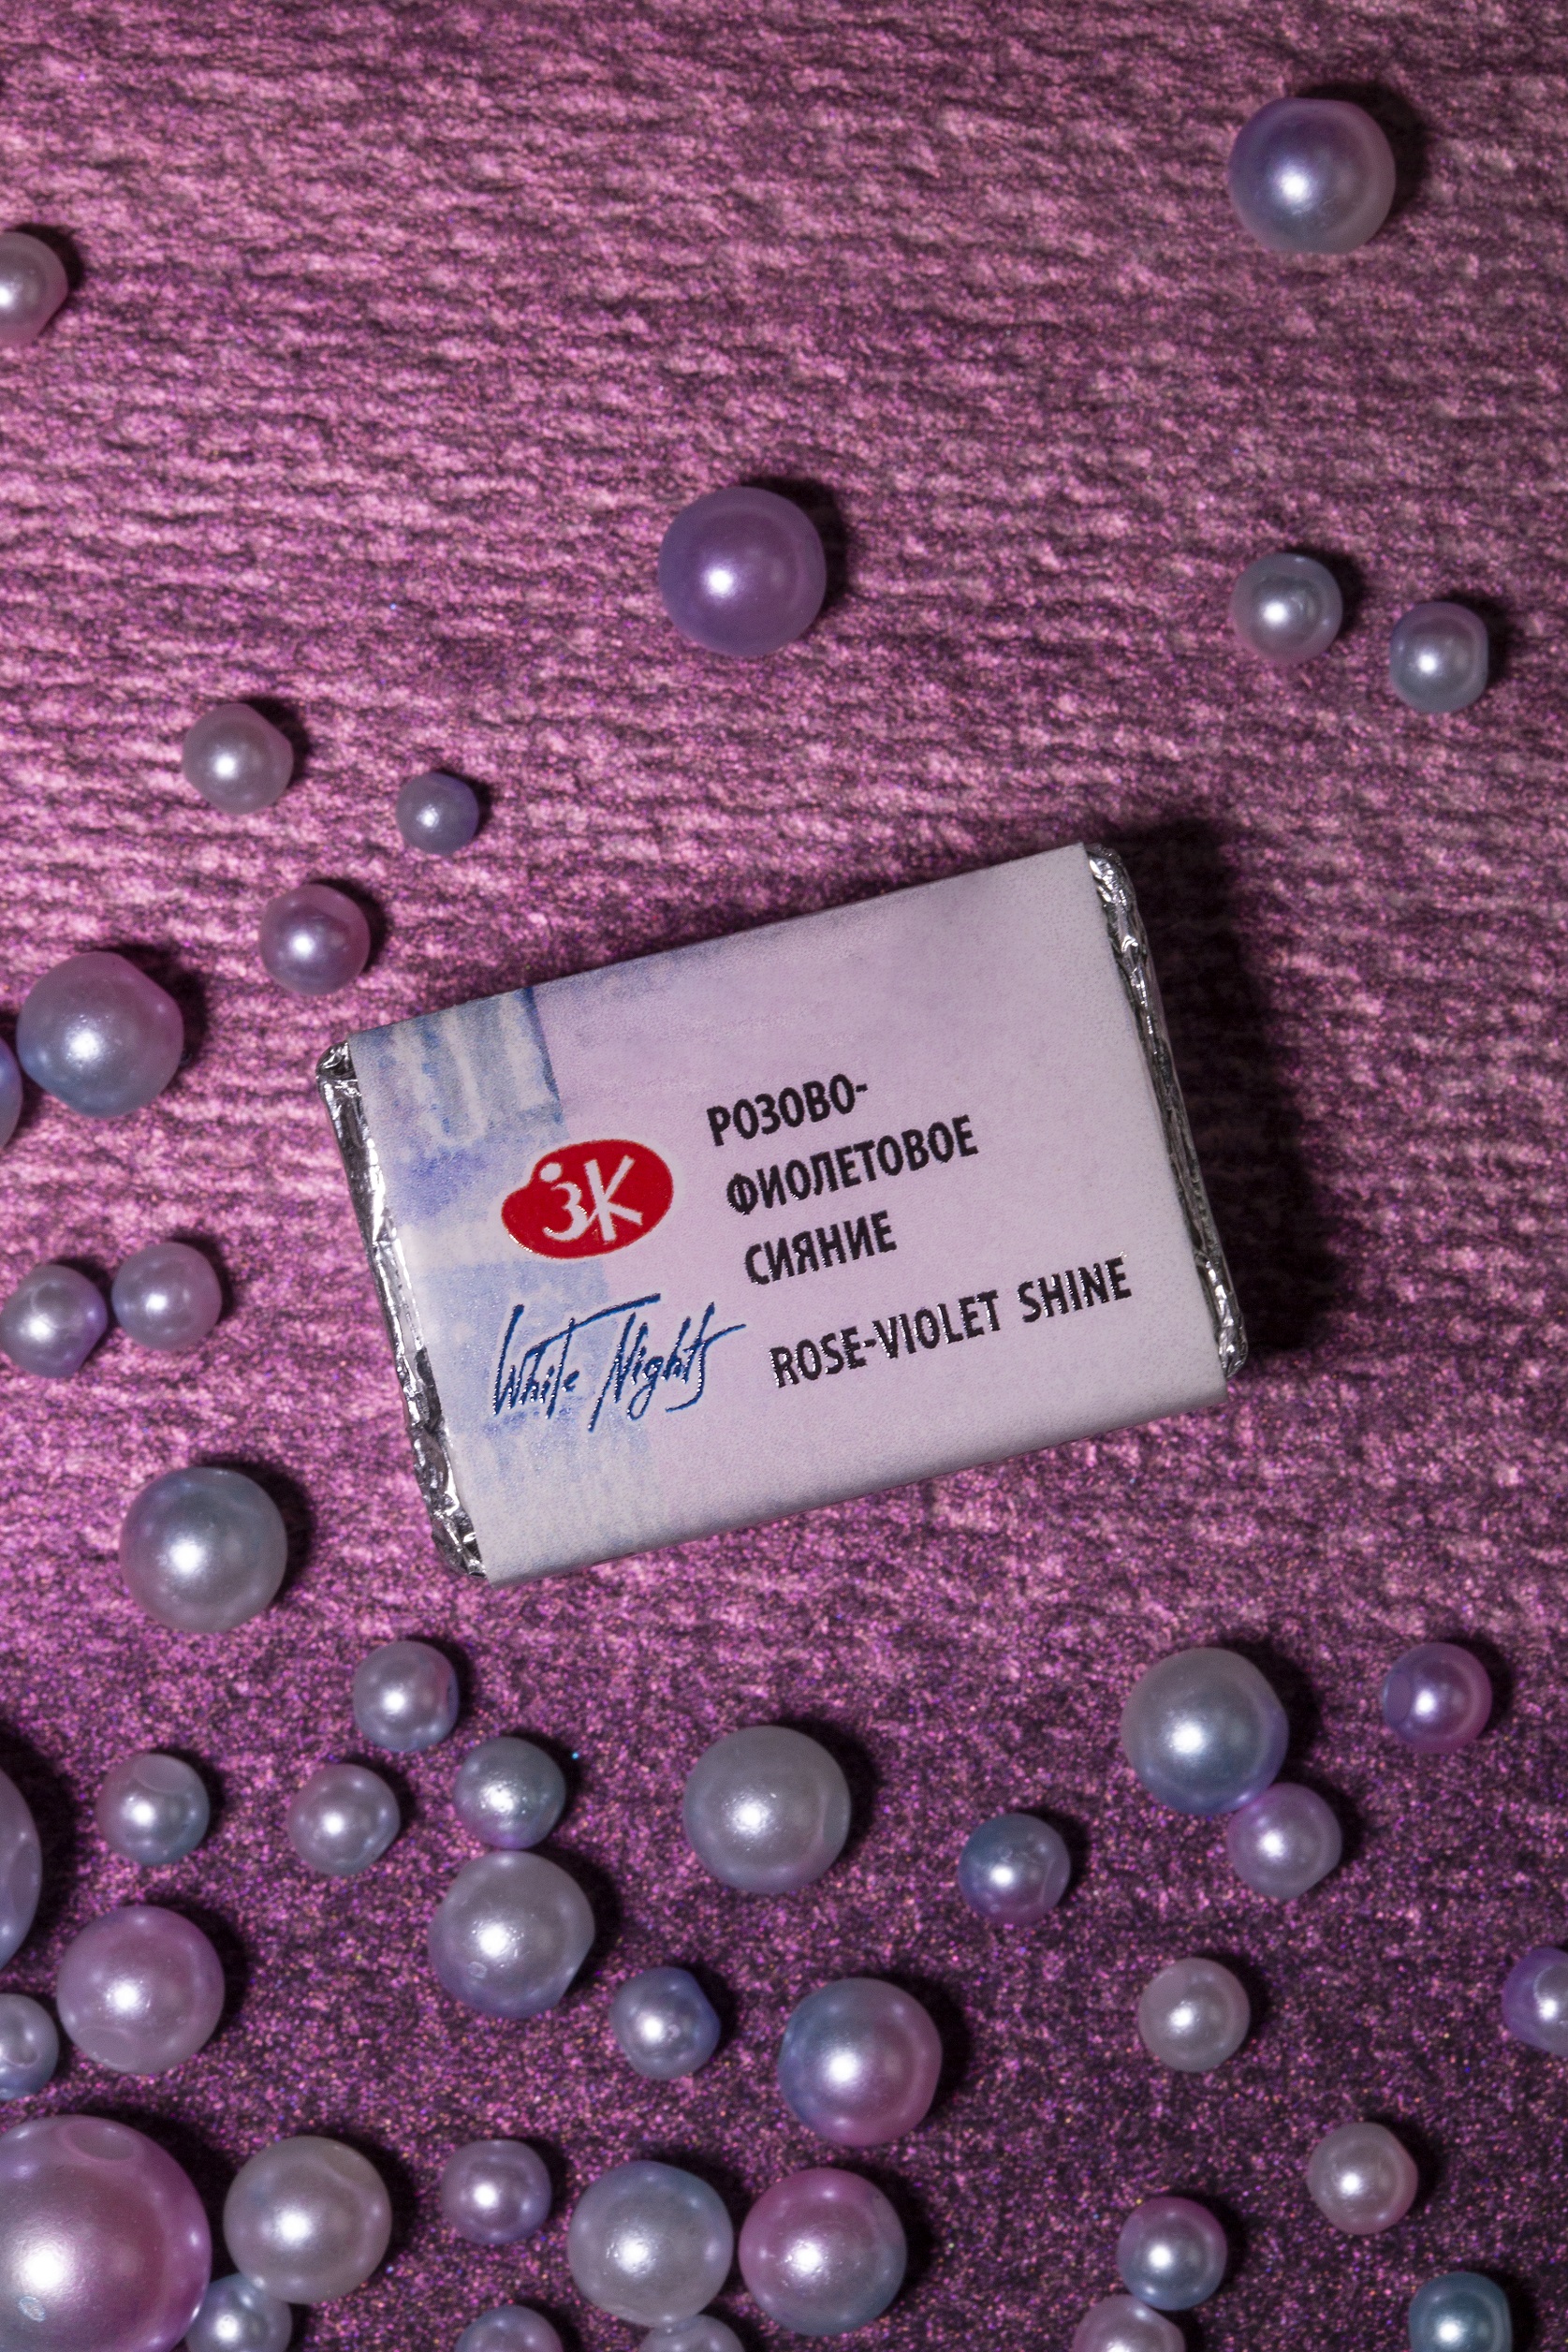 ЗК
White Nights
РОЗОВО-
ФИОЛЕТОВОЕ
СИЯНИЕ
ROSE-VIOLET SHINE